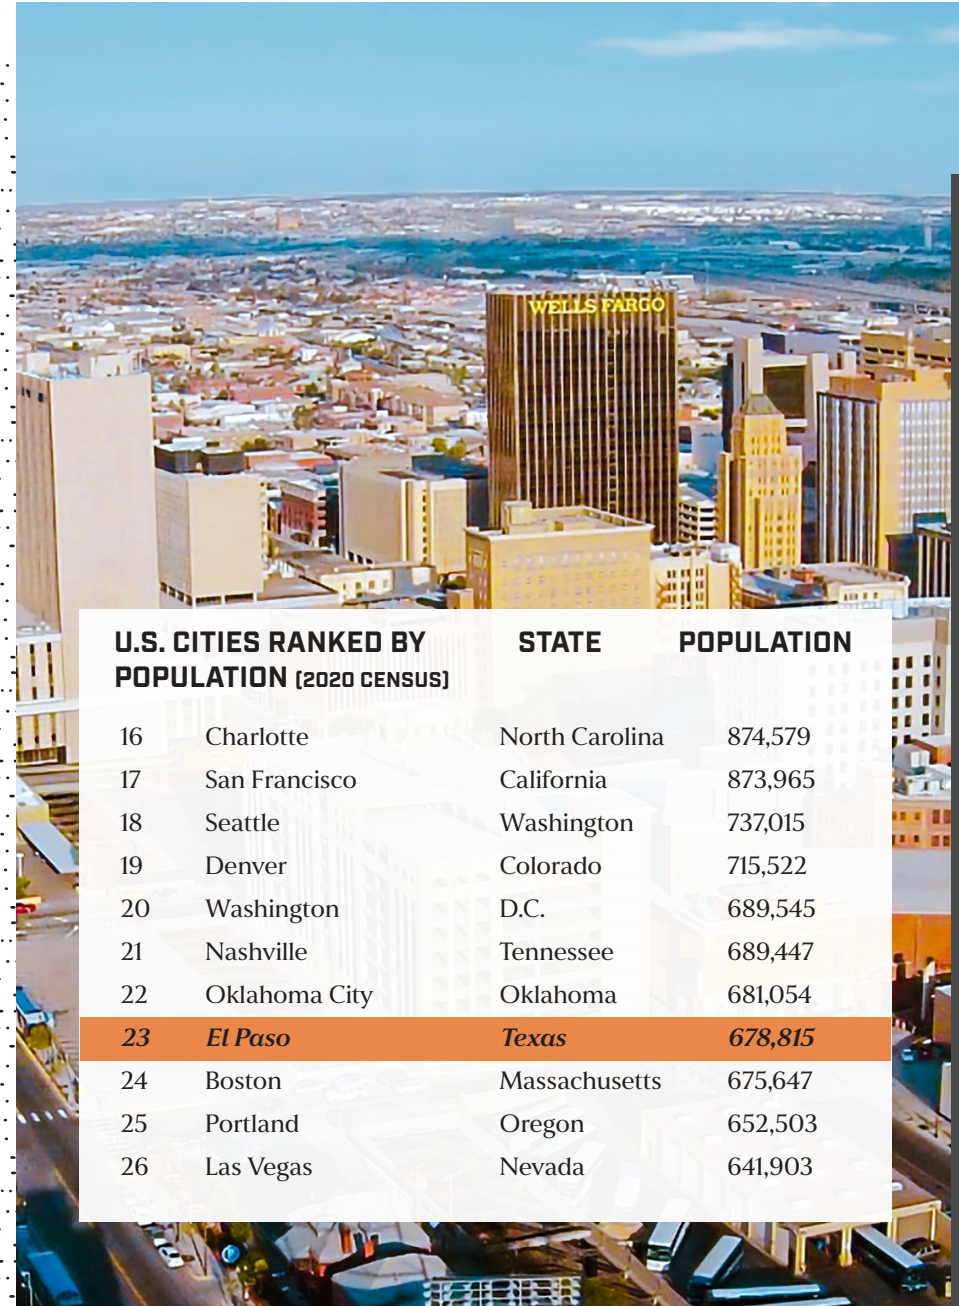 WELLS FARGO
U.S. CITIES RANKED BY STATE POPULATION
POPULATION (2020 CENSUS)
16 Charlotte North Carolina 874,579
17 San Francisco California 873,965
18 Seattle Washington 737,015
19 Denver Colorado 715,522
20 Washington D.C. 689,545
21 Nashville Tennessee 689,447
22 Oklahoma City Oklahoma 681,054
23 El Paso Texas 678,815
24 Boston Massachusetts 675,647
25 Portland Oregon 652,503
26 Las Vegas Nevada 641,903